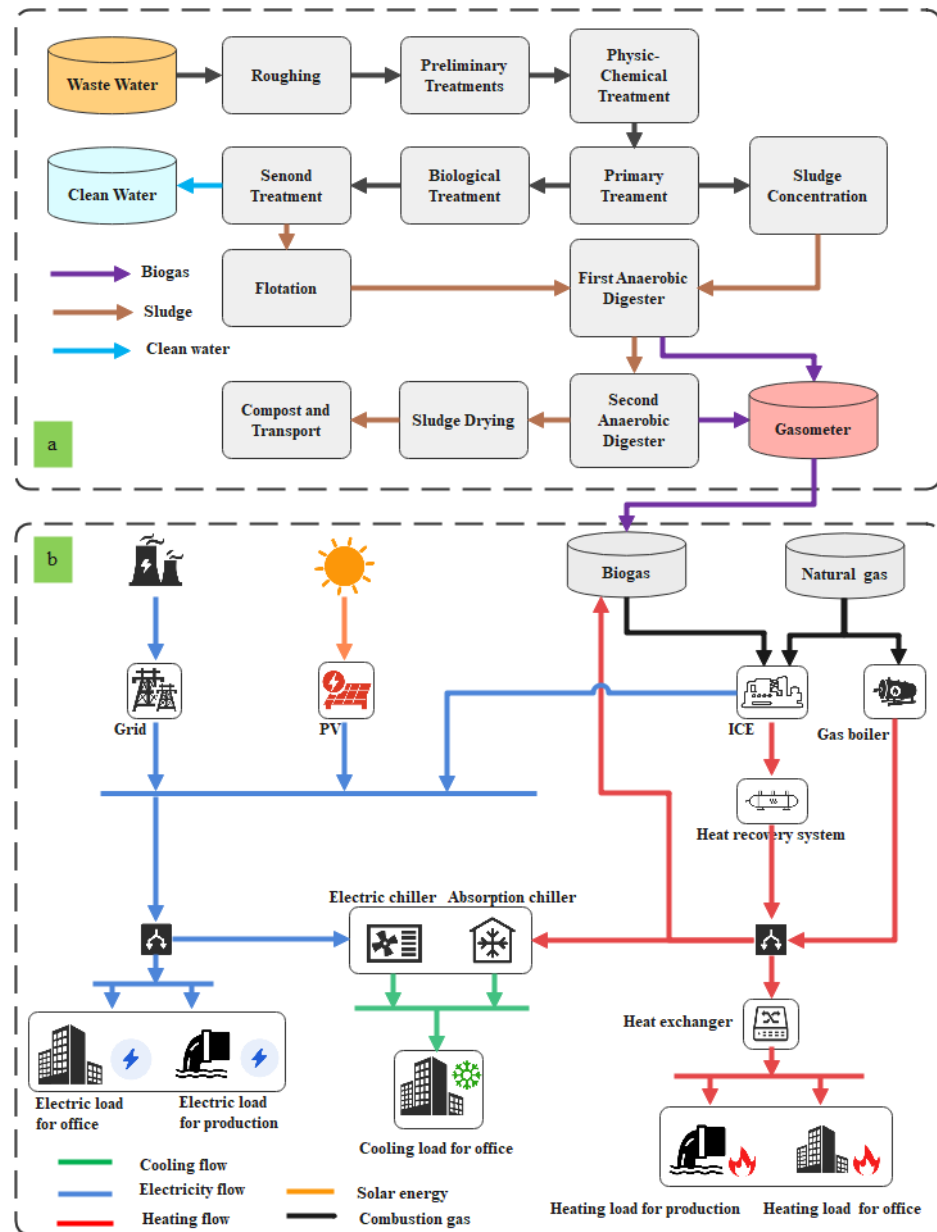 Waste Water
Roughing
Preliminary
Treatments
Physic-
Chemical
Treatment
Clean Water
Senond
Treatment
Biological
Treatment
Primary
Treament
Sludge
Concentration
Biogas
Sludge
Clean water
Flotation
First Anaerobic
Digester
Compost and
Transport
Sludge Drying
Second
Anaerobic
Digester
Gasometer
a
b
Biogas
Natural gas
Grid
PV
ICE
Gas boiler
Heat recovery system
Electric chiller
Absorption chiller
Heat exchanger
Electric load
for office
Electric load
for production
Cooling load for office
Heating load for production
Heating load for office
Cooling flow
Electricity flow
Heating flow
Solar energy
Combustion gas